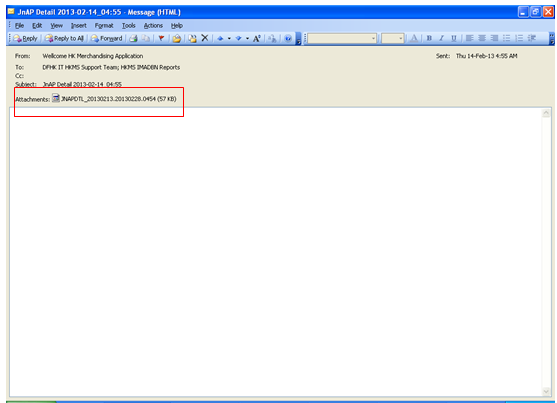 JnAP Detail 2013-02-14_04:55 - Message (HTML)
File Edit View Insert Format Tools Actions Help
Reply Reply to All Forward
From: Wellcome HK Merchandising Application Sent: Thu 14-Feb-13 4:55 AM
To: DFHK IT HKMS Support Team; HKMS IMADBN Reports
Cc:
Subject: JnAP Detail 2013-02-14_04:55
Attachments: JNAPDTL_20130213.20130228.0454 (57 KB)